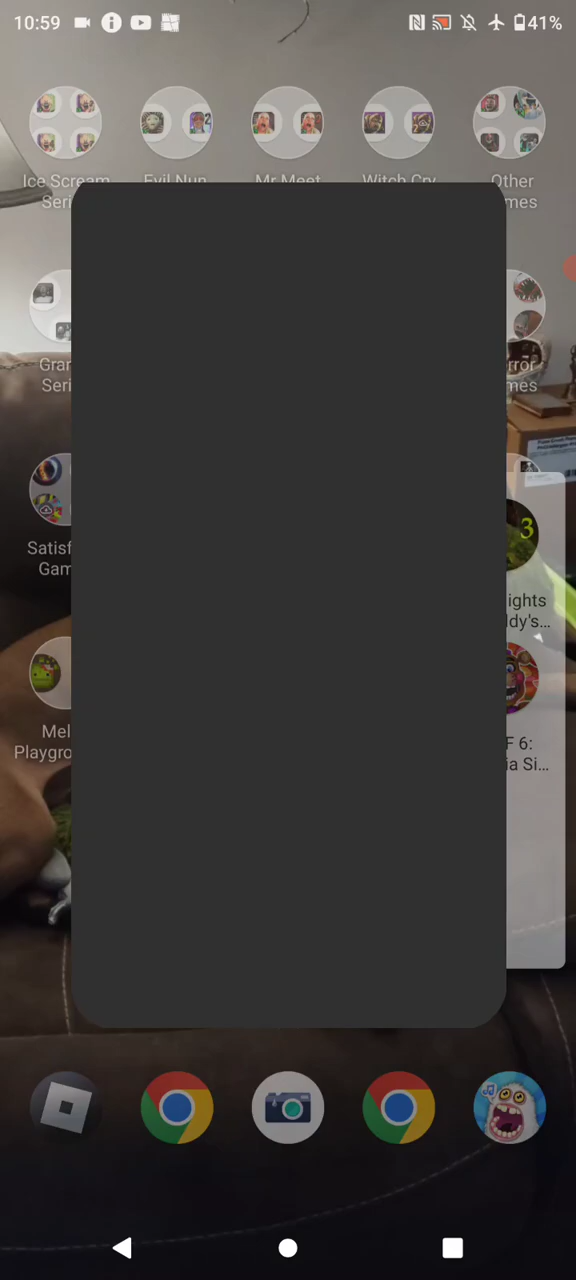 10:59
41%
Ice Scream
Evil Nun
Mr Meet
Witch Cry
Other
Seri
mes
Gran
Seri
rror
mes
Satisf
Gam
3
ights
ldy's...
Mel
Playgro
F 6:
ia Si...